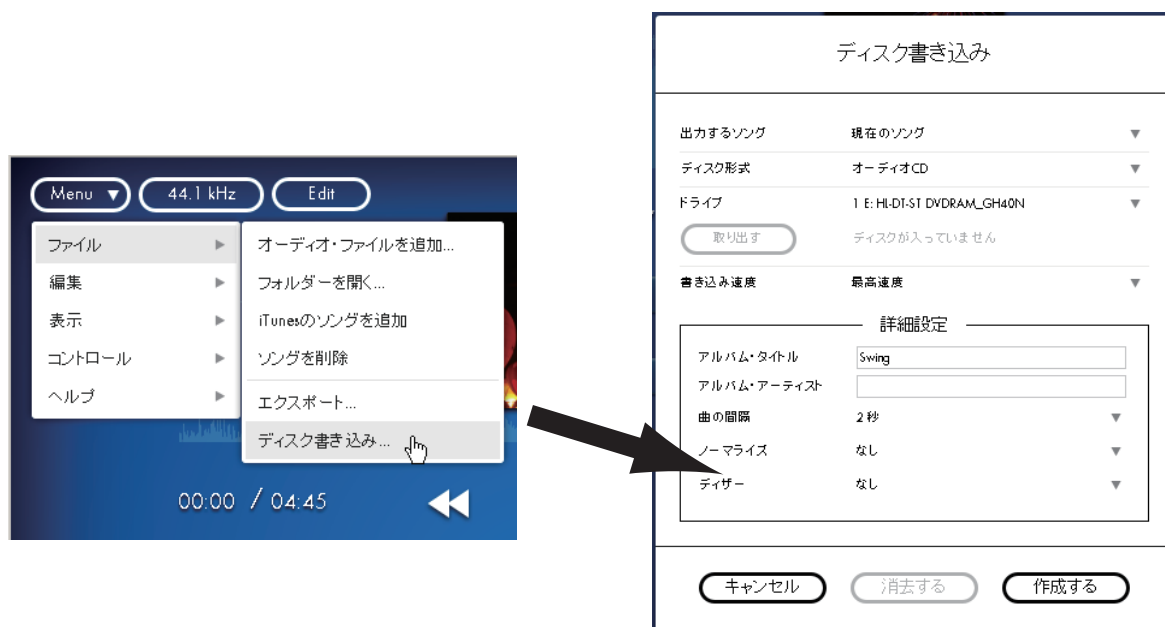 Menu ▼
44.1 kHz
Edit
ファイル
編集
表示
コントロール
ヘルプ
オーディオ・ファイルを追加...
フォルダーを開く...
iTunesのソングを追加
ソングを削除
エクスポート...
ディスク書き込み...
00:00 / 04:45
ディスク書き込み
出力するソング 現在のソング
ディスク形式 オーディオCD
ドライブ 1 E: HL-DT-ST DVDRAM_GH40N
取り出す ディスクが入っていません
書き込み速度 最高速度
詳細設定
アルバム・タイトル Swing
アルバム・アーティスト
曲の間隔 2 秒
ノーマライズ なし
ディザー なし
キャンセル 消去する 作成する